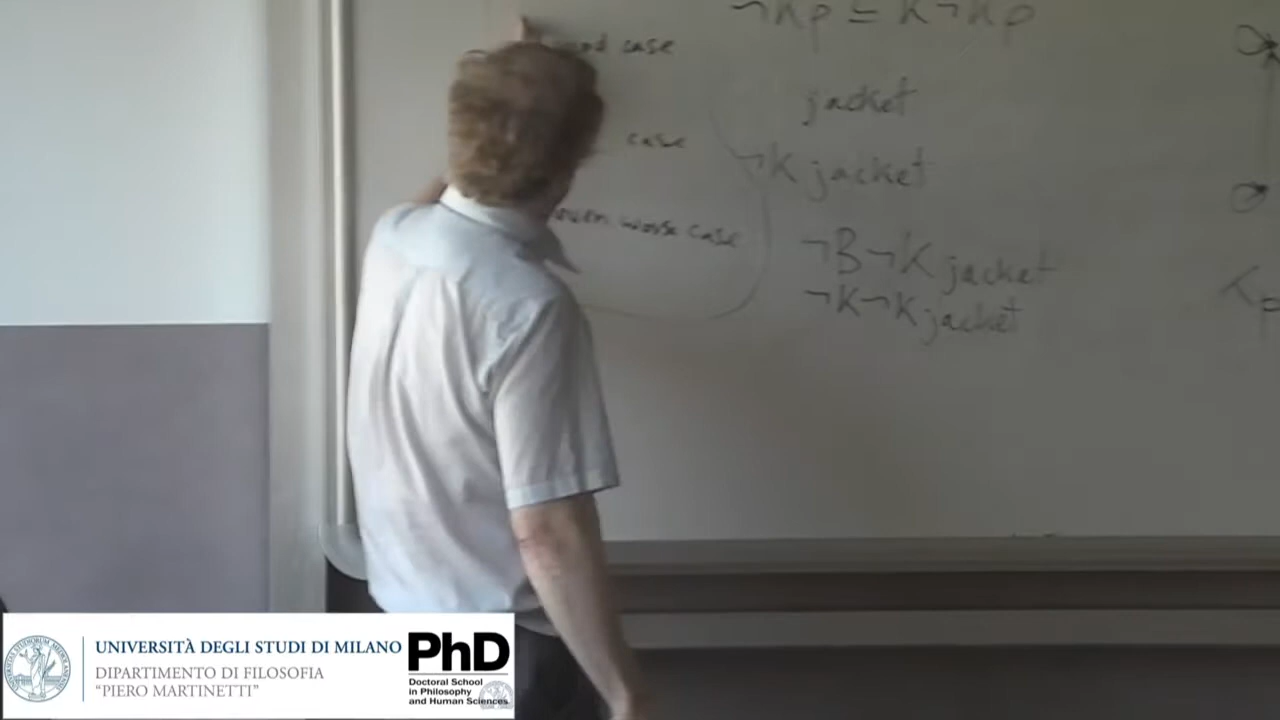 ¬Kp ⊆ K¬Kp
case
jacket
case
¬K jacket
even worse case
¬B¬K jacket
¬K¬K jacket
UNIVERSITÀ DEGLI STUDI DI MILANO
DIPARTIMENTO DI FILOSOFIA
"PIERO MARTINETTI"
PhD
Doctoral School
in Philosophy
and Human Sciences